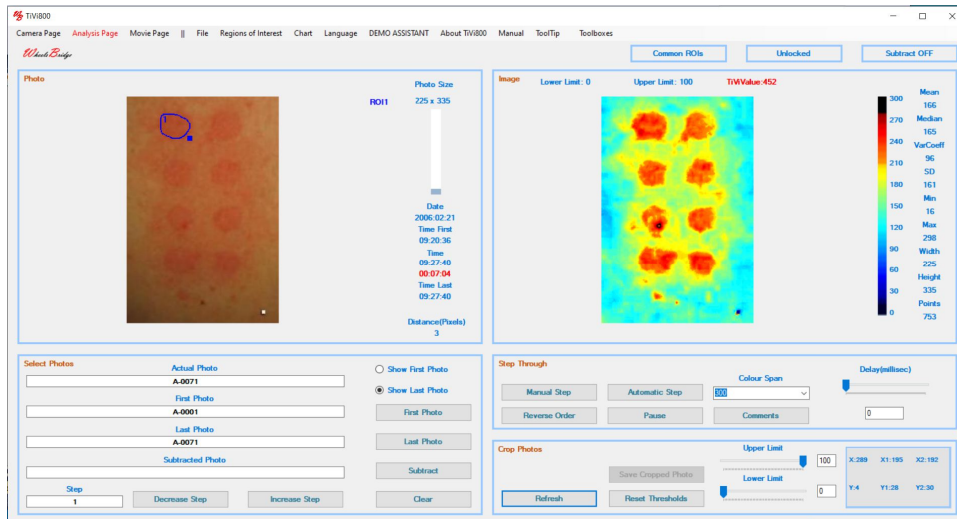 TiVi800
Camera Page Analysis Page Movie Page || File Regions of Interest Chart Language DEMO ASSISTANT About TiVi800 Manual ToolTip Toolboxes
WheelsBridge
Common ROIs Unlocked Subtract OFF
Photo
ROI1
Photo Size
225 x 335
1
Date
2006:02:21
Time First
09:20:36
Time
09:27:40
00:07:04
Time Last
09:27:40
Distance(Pixels)
3
Image Lower Limit: 0 Upper Limit: 100 TiViValue:452
300
270
240
210
180
150
120
90
60
30
0
Mean
166
Median
165
VarCoeff
96
SD
161
Min
16
Max
298
Width
225
Height
335
Points
753
Select Photos
Actual Photo
A-0071
First Photo
A-0001
Last Photo
A-0071
Subtracted Photo
Step
1
Decrease Step Increase Step
Show First Photo
Show Last Photo
First Photo
Last Photo
Subtract
Clear
Step Through
Manual Step Automatic Step
Reverse Order Pause
Colour Span
300
Comments
Delay(millisec)
0
Crop Photos
Save Cropped Photo
Refresh Reset Thresholds
Upper Limit
100
Lower Limit
0
X:289 X1:195 X2:192
Y:4 Y1:28 Y2:30